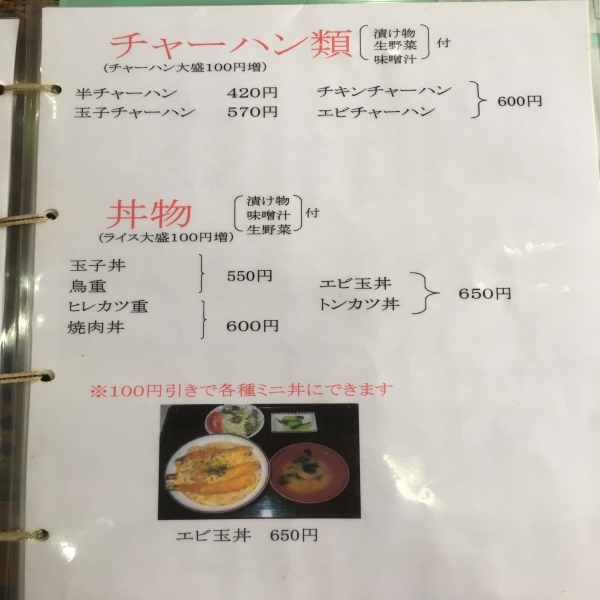 チャーハン類 漬け物 生野菜 味噌汁 付
(チャーハン大盛100円増)
半チャーハン 420円 チキンチャーハン
玉子チャーハン 570円 エビチャーハン 600円
丼物 漬け物 味噌汁 生野菜 付
(ライス大盛100円増)
玉子丼
鳥重 550円
ヒレカツ重
焼肉丼 600円
エビ玉丼
トンカツ丼 650円
※100円引きで各種ミニ丼にできます
エビ玉丼 650円